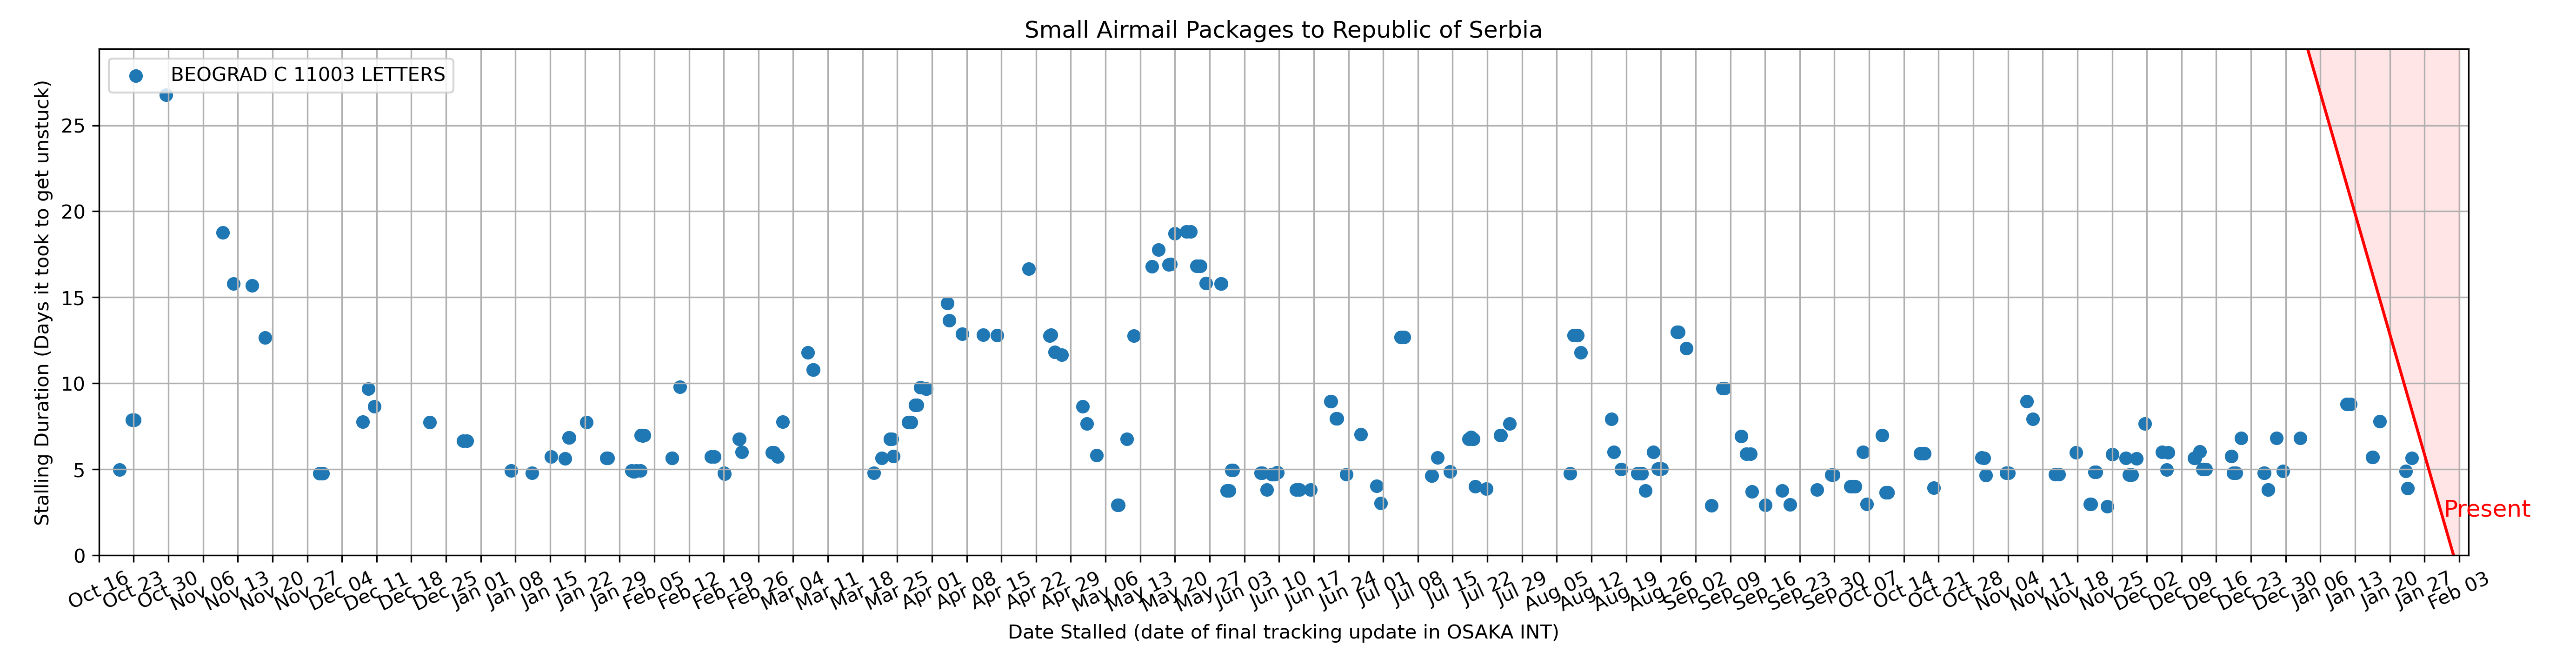 Small Airmail Packages to Republic of Serbia
BEOGRAD C 11003 LETTERS
Stalling Duration (Days it took to get unstuck)
25
20
15
10
5
0
Present
Oct 16
Oct 23
Oct 30
Nov 06
Nov 13
Nov 20
Nov 27
Dec 04
Dec 11
Dec 18
Dec 25
Jan 01
Jan 08
Jan 15
Jan 22
Jan 29
Feb 05
Feb 12
Feb 19
Feb 26
Mar 04
Mar 11
Mar 18
Mar 25
Apr 01
Apr 08
Apr 15
Apr 22
Apr 29
May 06
May 13
May 20
May 27
Jun 03
Jun 10
Jun 17
Jun 24
Jul 01
Jul 08
Jul 15
Jul 22
Jul 29
Aug 05
Aug 12
Aug 19
Aug 26
Sep 02
Sep 09
Sep 16
Sep 23
Sep 30
Oct 07
Oct 14
Oct 21
Oct 28
Nov 04
Nov 11
Nov 18
Nov 25
Dec 02
Dec 09
Dec 16
Dec 23
Dec 30
Jan 06
Jan 13
Jan 20
Jan 27
Feb 03
Date Stalled (date of final tracking update in OSAKA INT)